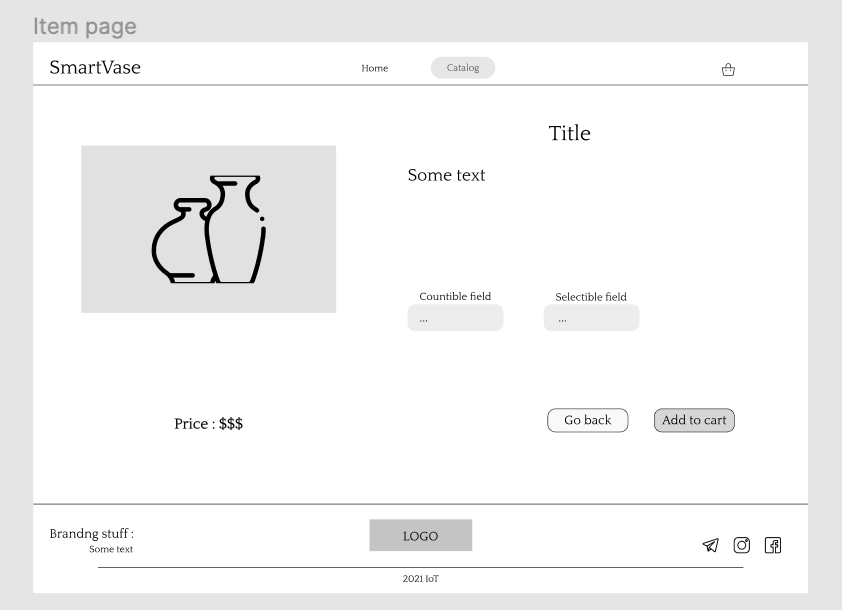 Item page
SmartVase
Home
Catalog
Title
Some text
Countible field
Selectible field
...
...
Price : $$$
Go back
Add to cart
Brandng stuff :
Some text
LOGO
2021 IoT